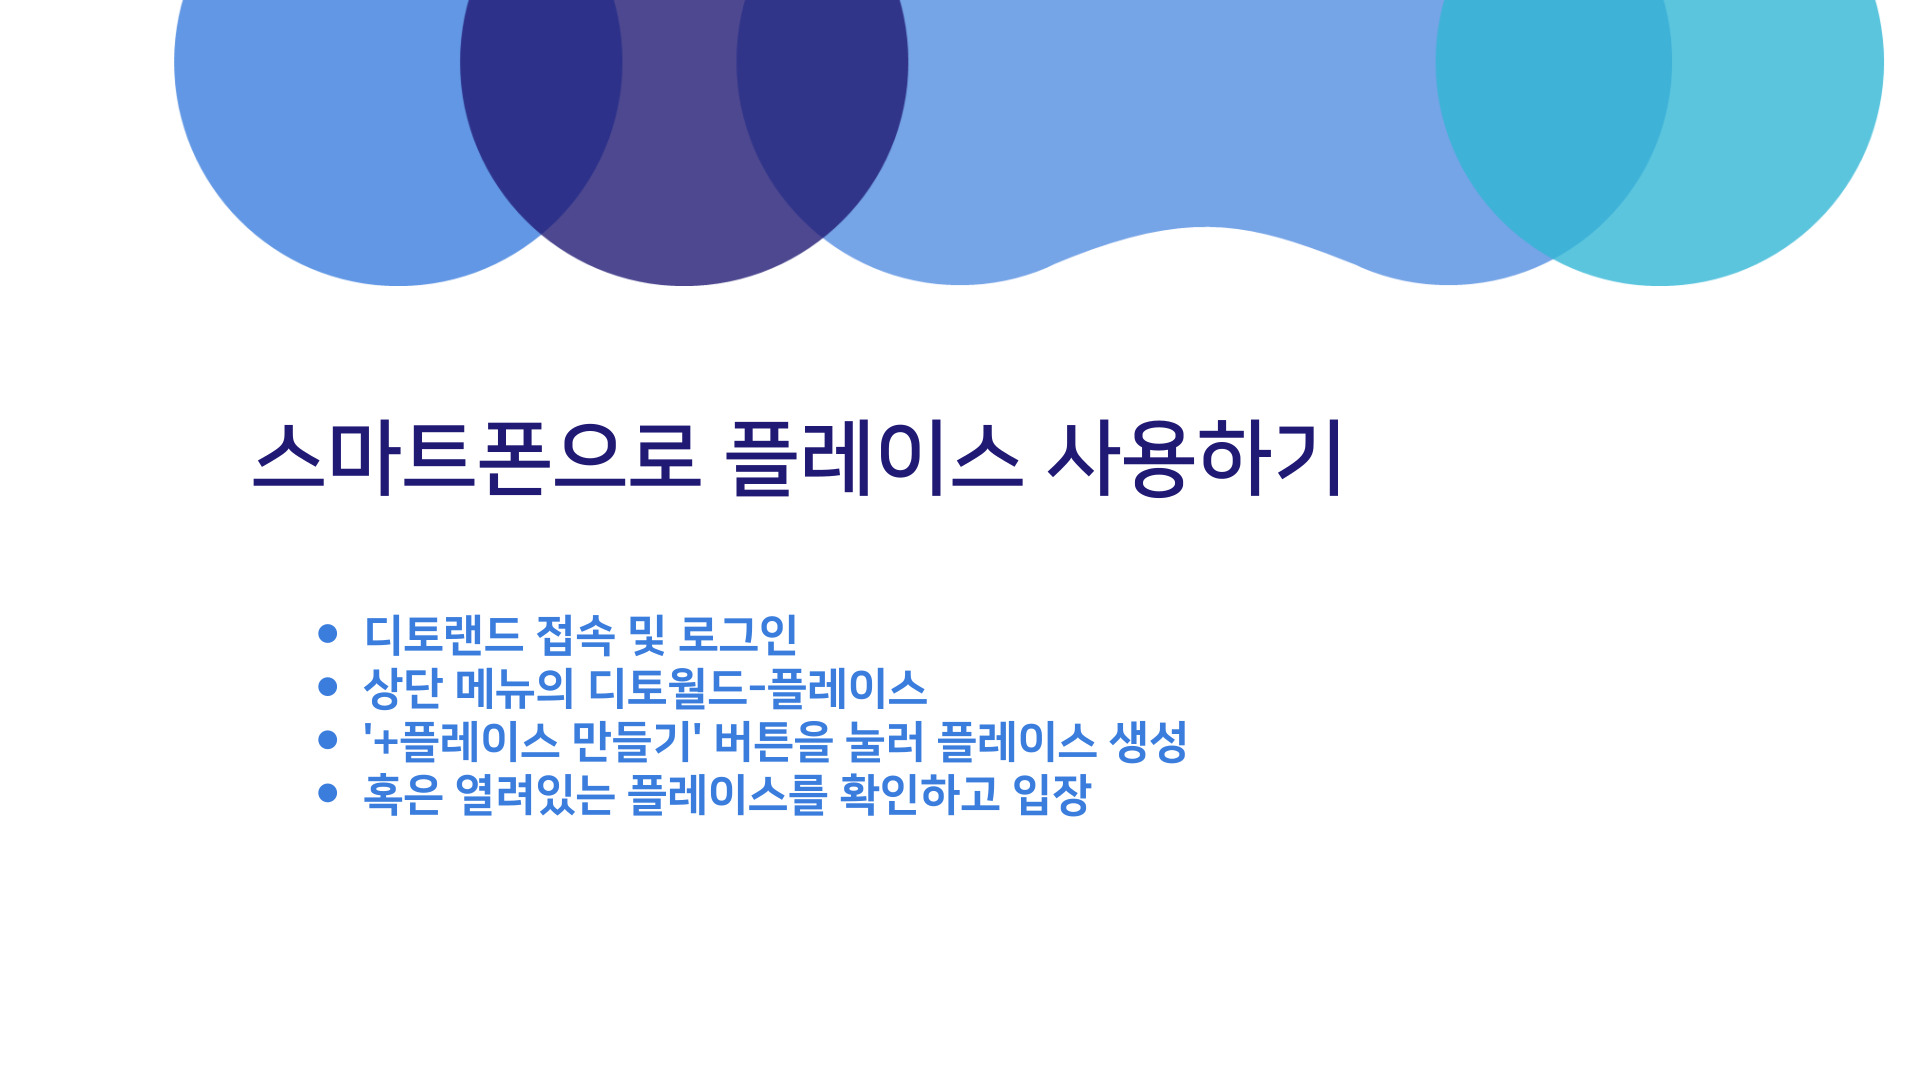 스마트폰으로 플레이스 사용하기
● 디토랜드 접속 및 로그인
● 상단 메뉴의 디토월드-플레이스
● '+플레이스 만들기' 버튼을 눌러 플레이스 생성
● 혹은 열려있는 플레이스를 확인하고 입장